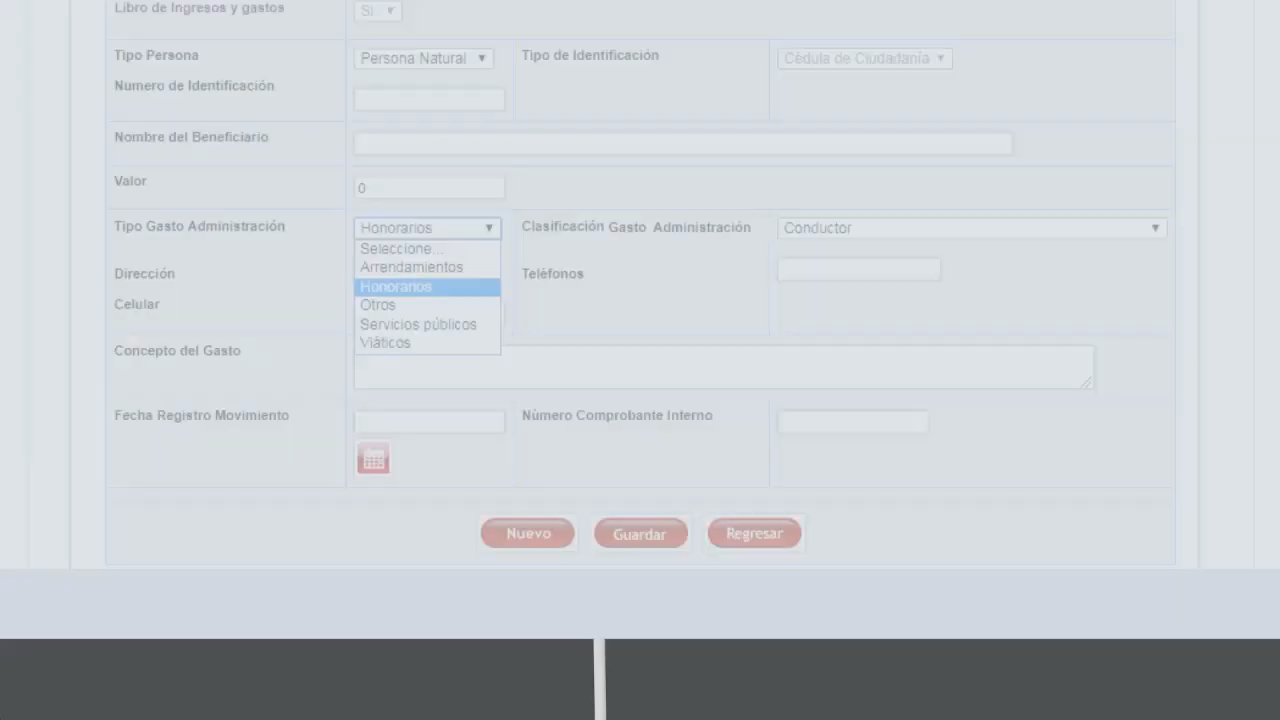 Libro de Ingresos y gastos Si
Tipo Persona Persona Natural Tipo de Identificación Cédula de Ciudadanía
Numero de Identificación
Nombre del Beneficiario
Valor 0
Tipo Gasto Administración Honorarios Clasificación Gasto Administración Conductor
Seleccione...
Arrendamientos
Dirección Teléfonos
Honorarios
Celular Otros
Servicios públicos
Viáticos
Concepto del Gasto
Fecha Registro Movimiento Número Comprobante Interno
Nuevo Guardar Regresar